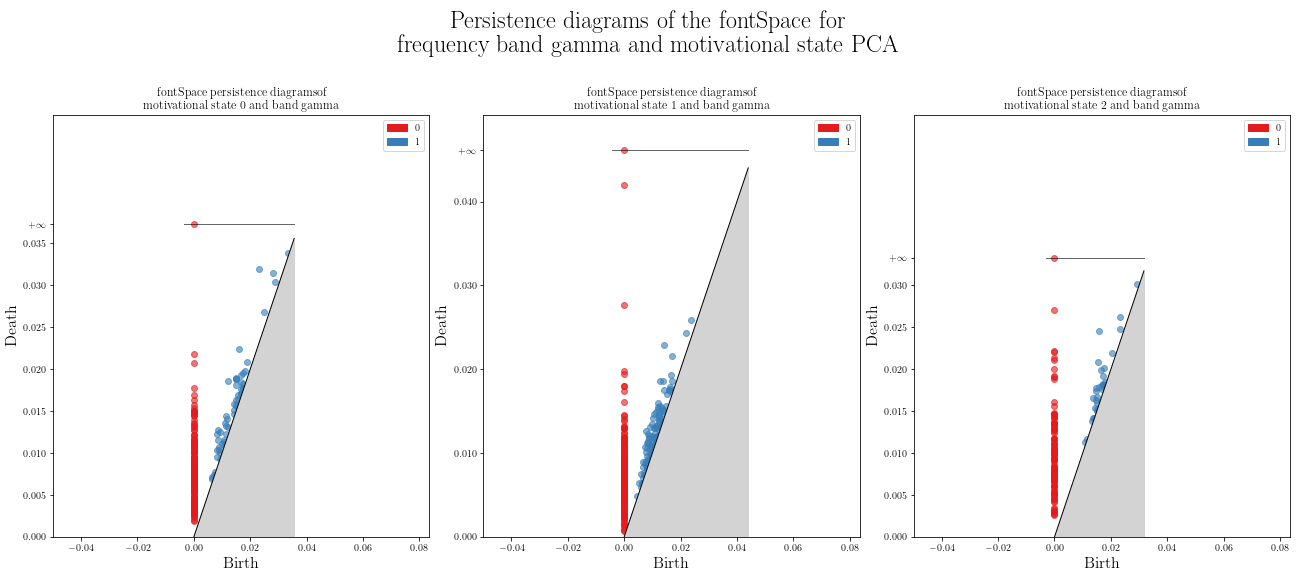 Persistence diagrams of the fontSpace for
frequency band gamma and motivational state PCA
fontSpace persistence diagramsof
motivational state 0 and band gamma
0
1
+∞
0.035
0.030
0.025
0.020
0.015
0.010
0.005
0.000
Death
−0.04 −0.02 0.00 0.02 0.04 0.06 0.08
Birth
fontSpace persistence diagramsof
motivational state 1 and band gamma
0
1
+∞
0.040
0.030
0.020
0.010
0.000
Death
−0.04 −0.02 0.00 0.02 0.04 0.06 0.08
Birth
fontSpace persistence diagramsof
motivational state 2 and band gamma
0
1
+∞
0.030
0.025
0.020
0.015
0.010
0.005
0.000
Death
−0.04 −0.02 0.00 0.02 0.04 0.06 0.08
Birth